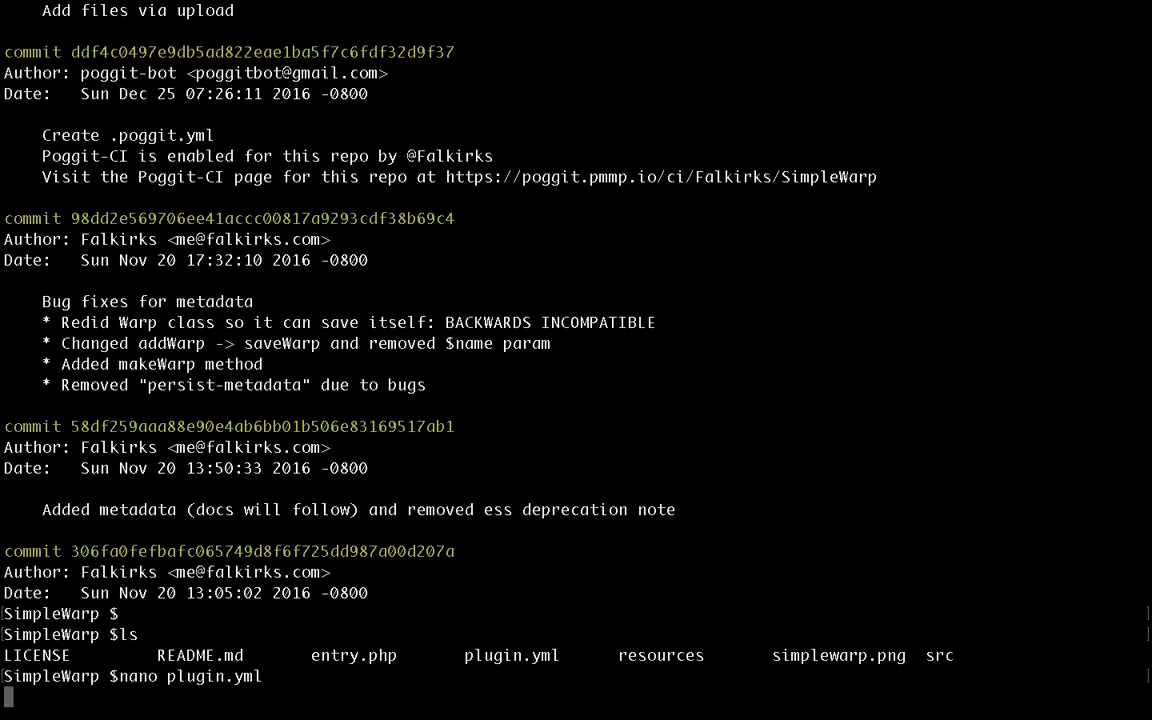 Add files via upload
commit ddf4c0497e9db5ad822eae1ba5f7c6fdf32d9f37
Author: poggit-bot <poggitbot@gmail.com>
Date:   Sun Dec 25 07:26:11 2016 -0800
Create .poggit.yml
Poggit-CI is enabled for this repo by @Falkirks
Visit the Poggit-CI page for this repo at https://poggit.pmmp.io/ci/Falkirks/SimpleWarp
commit 98dd2e569706ee41accc00817a9293cdf38b69c4
Author: Falkirks <me@falkirks.com>
Date:   Sun Nov 20 17:32:10 2016 -0800
Bug fixes for metadata
* Redid Warp class so it can save itself: BACKWARDS INCOMPATIBLE
* Changed addWarp -> saveWarp and removed $name param
* Added makeWarp method
* Removed "persist-metadata" due to bugs
commit 58df259aaa88e90e4ab6bb01b506e83169517ab1
Author: Falkirks <me@falkirks.com>
Date:   Sun Nov 20 13:50:33 2016 -0800
Added metadata (docs will follow) and removed ess deprecation note
commit 306fa0fefbafc065749d8f6f725dd987a00d207a
Author: Falkirks <me@falkirks.com>
Date:   Sun Nov 20 13:05:02 2016 -0800
[SimpleWarp $ ]
[SimpleWarp $ls ]
LICENSE README.md entry.php plugin.yml resources simplewarp.png src
[SimpleWarp $nano plugin.yml ]